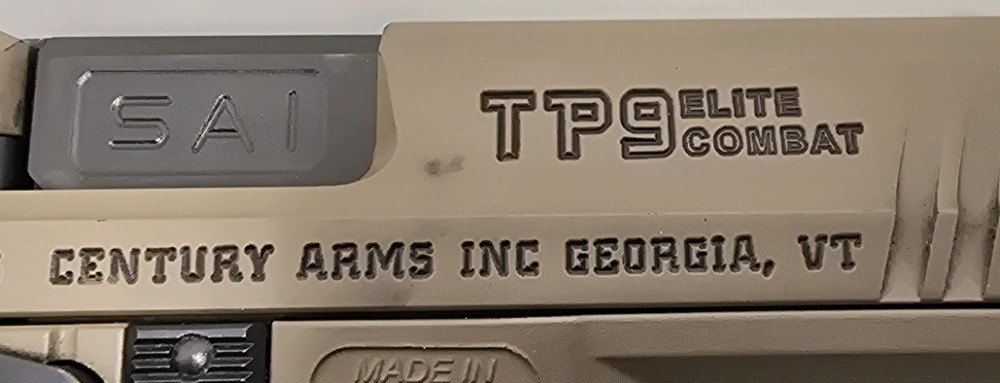 SAI
TP9 ELITE
COMBAT
CENTURY ARMS INC GEORGIA, VT
MADE IN